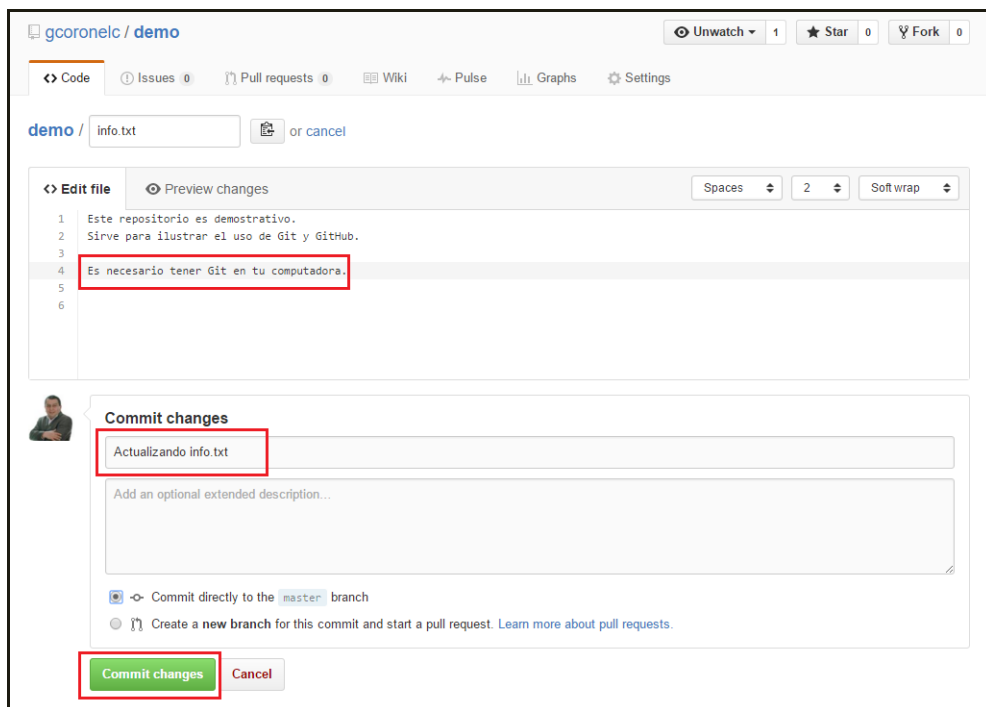 gcoronelc / demo
Unwatch 1 Star 0 Fork 0
Code Issues 0 Pull requests 0 Wiki Pulse Graphs Settings
demo / info.txt or cancel
Edit file Preview changes Spaces 2 Soft wrap
1 Este repositorio es demostrativo.
2 Sirve para ilustrar el uso de Git y GitHub.
3
4 Es necesario tener Git en tu computadora.
5
6
Commit changes
Actualizando info.txt
Add an optional extended description...
Commit directly to the master branch
Create a new branch for this commit and start a pull request. Learn more about pull requests.
Commit changes Cancel